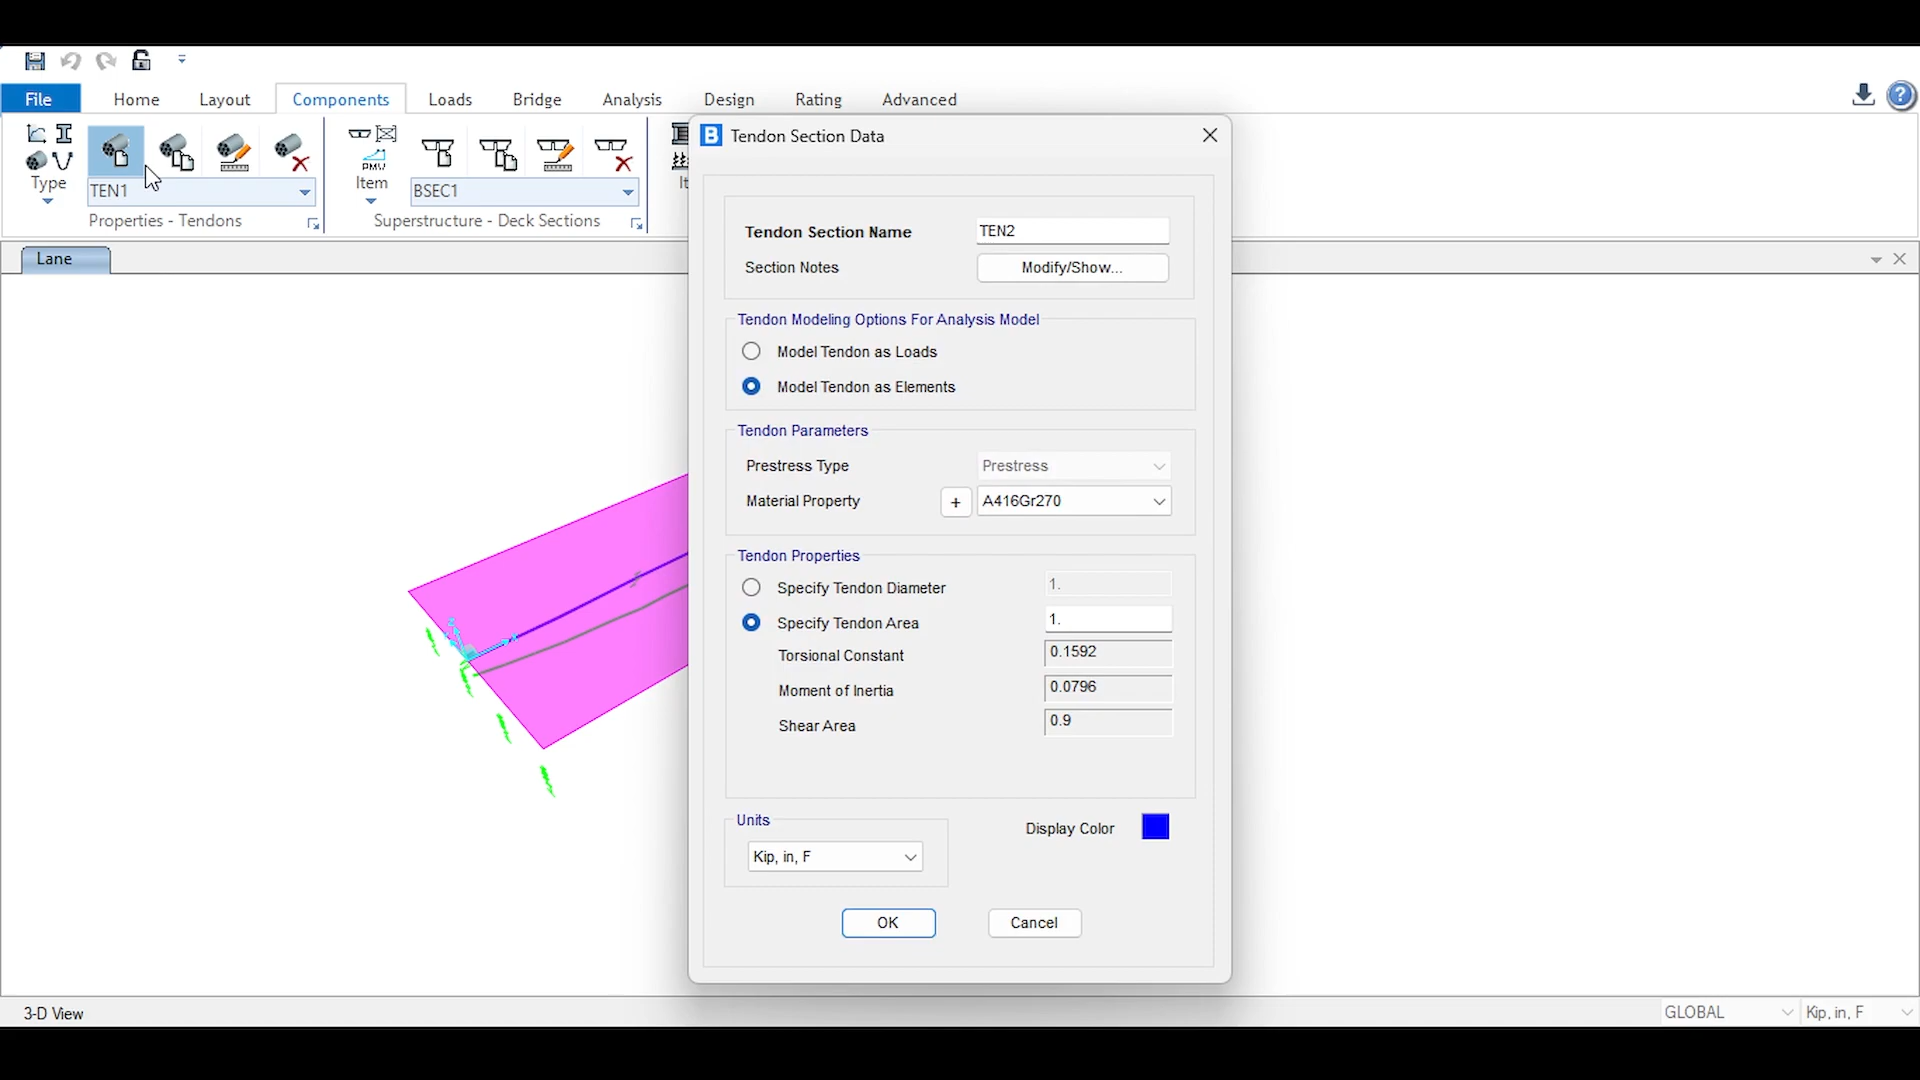 File Home Layout Components Loads Bridge Analysis Design Rating Advanced
Type
TEN1
Properties - Tendons
PMV
Item
BSEC1
Superstructure - Deck Sections
Lane
B Tendon Section Data
Tendon Section Name TEN2
Section Notes Modify/Show...
Tendon Modeling Options For Analysis Model
Model Tendon as Loads
Model Tendon as Elements
Tendon Parameters
Prestress Type Prestress
Material Property + A416Gr270
Tendon Properties
Specify Tendon Diameter 1.
Specify Tendon Area 1.
Torsional Constant 0.1592
Moment of Inertia 0.0796
Shear Area 0.9
Units
Kip, in, F
Display Color
OK Cancel
3-D View GLOBAL Kip, in, F